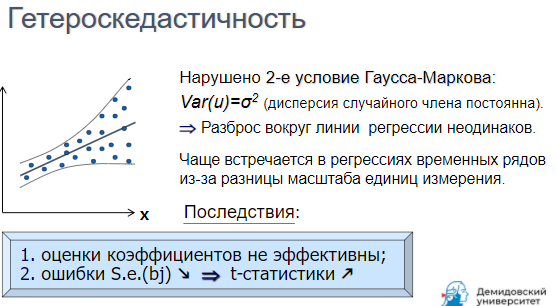 Гетероскедастичность
Нарушено 2-е условие Гаусса-Маркова:
Var(u)=σ² (дисперсия случайного члена постоянна).
⇒ Разброс вокруг линии регрессии неодинаков.
Чаще встречается в регрессиях временных рядов
из-за разницы масштаба единиц измерения.
x
Последствия:
1. оценки коэффициентов не эффективны;
2. ошибки S.e.(bj) ↘ ⇒ t-статистики ↗
Демидовский
университет